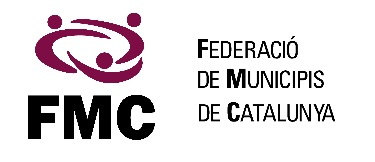 FMC
FEDERACIÓ
DE MUNICIPIS
DE CATALUNYA